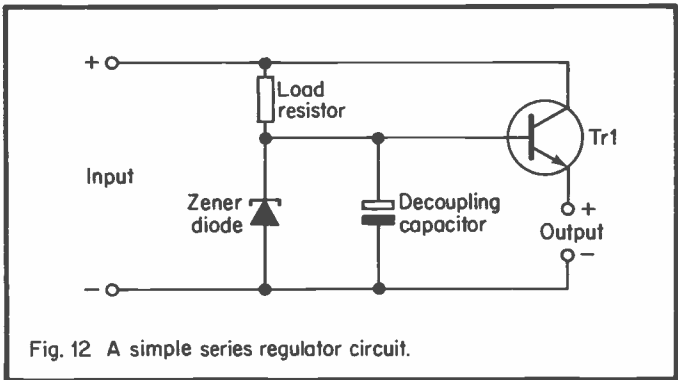 +
Load
resistor
Tr1
Input
Zener
diode
Decoupling
capacitor
+
Output
−
−
Fig. 12 A simple series regulator circuit.